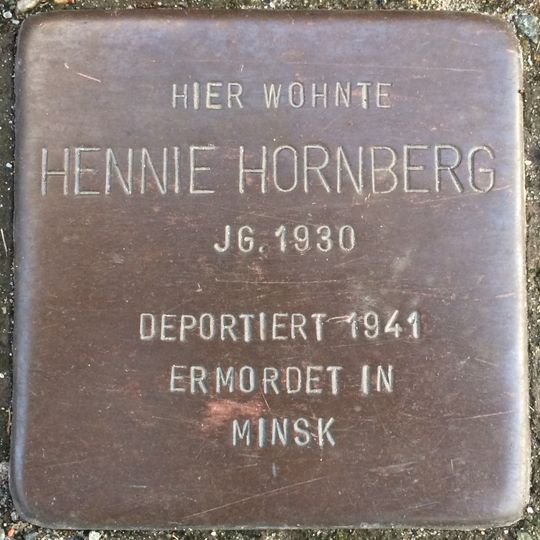 HIER WOHNTE
HENNIE HORNBERG
JG. 1930
DEPORTIERT 1941
ERMORDET IN
MINSK